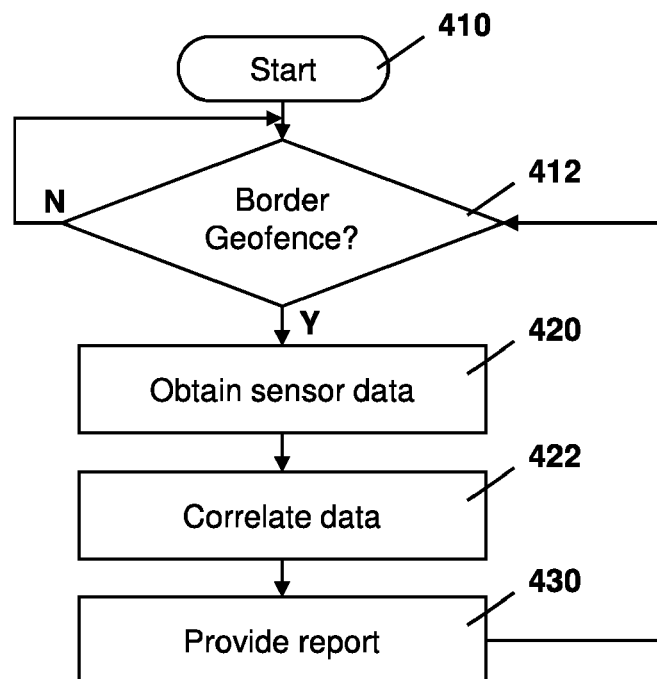 410
Start
412
N
Border
Geofence?
Y
420
Obtain sensor data
422
Correlate data
430
Provide report